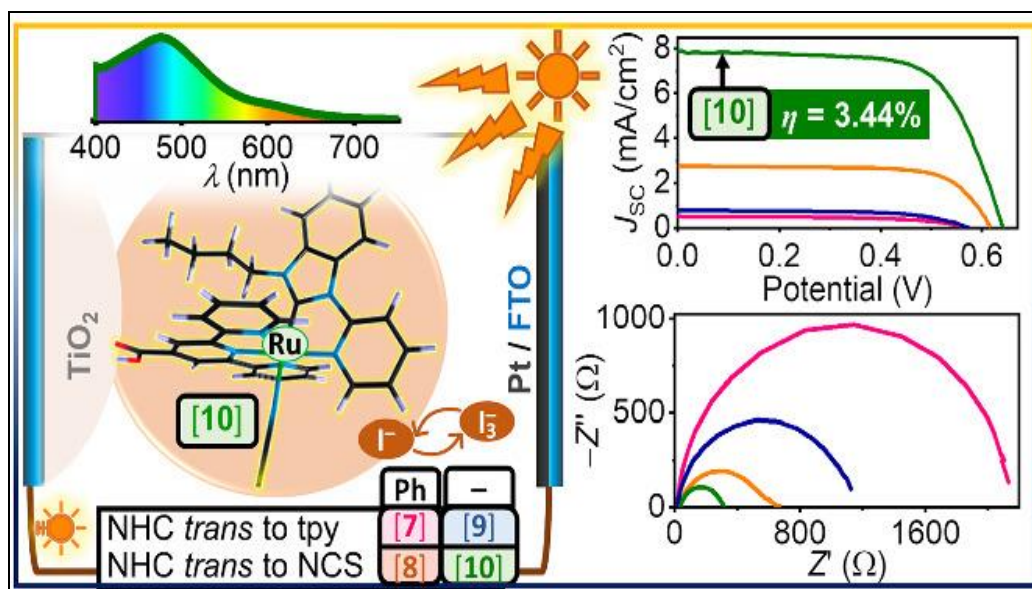 400 500 600 700
λ (nm)
TiO2
Ru
[10]
I⁻
I3⁻
Pt / FTO
Ph –
NHC trans to tpy [7] [9]
NHC trans to NCS [8] [10]
JSC (mA/cm²)
8
6
4
2
0
[10] η = 3.44%
0.0 0.2 0.4 0.6
Potential (V)
–Z" (Ω)
1000
500
0
0 800 1600
Z' (Ω)